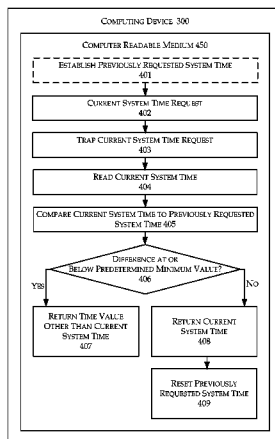 COMPUTING DEVICE 300
COMPUTER READABLE MEDIUM 450
ESTABLISH PREVIOUSLY REQUESTED SYSTEM TIME
401
CURRENT SYSTEM TIME REQUEST
402
TRAP CURRENT SYSTEM TIME REQUEST
403
READ CURRENT SYSTEM TIME
404
COMPARE CURRENT SYSTEM TIME TO PREVIOUSLY REQUESTED
SYSTEM TIME 405
DIFFERENCE AT OR
BELOW PREDETERMINED MINIMUM VALUE?
406
YES
NO
RETURN TIME VALUE
OTHER THAN CURRENT
SYSTEM TIME
407
RETURN CURRENT
SYSTEM TIME
408
RESET PREVIOUSLY
REQUESTED SYSTEM TIME
409